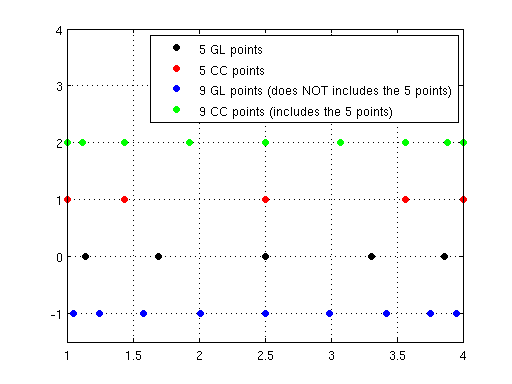 4
5 GL points
5 CC points
3
9 GL points (does NOT includes the 5 points)
9 CC points (includes the 5 points)
2
1
0
-1
1 1.5 2 2.5 3 3.5 4